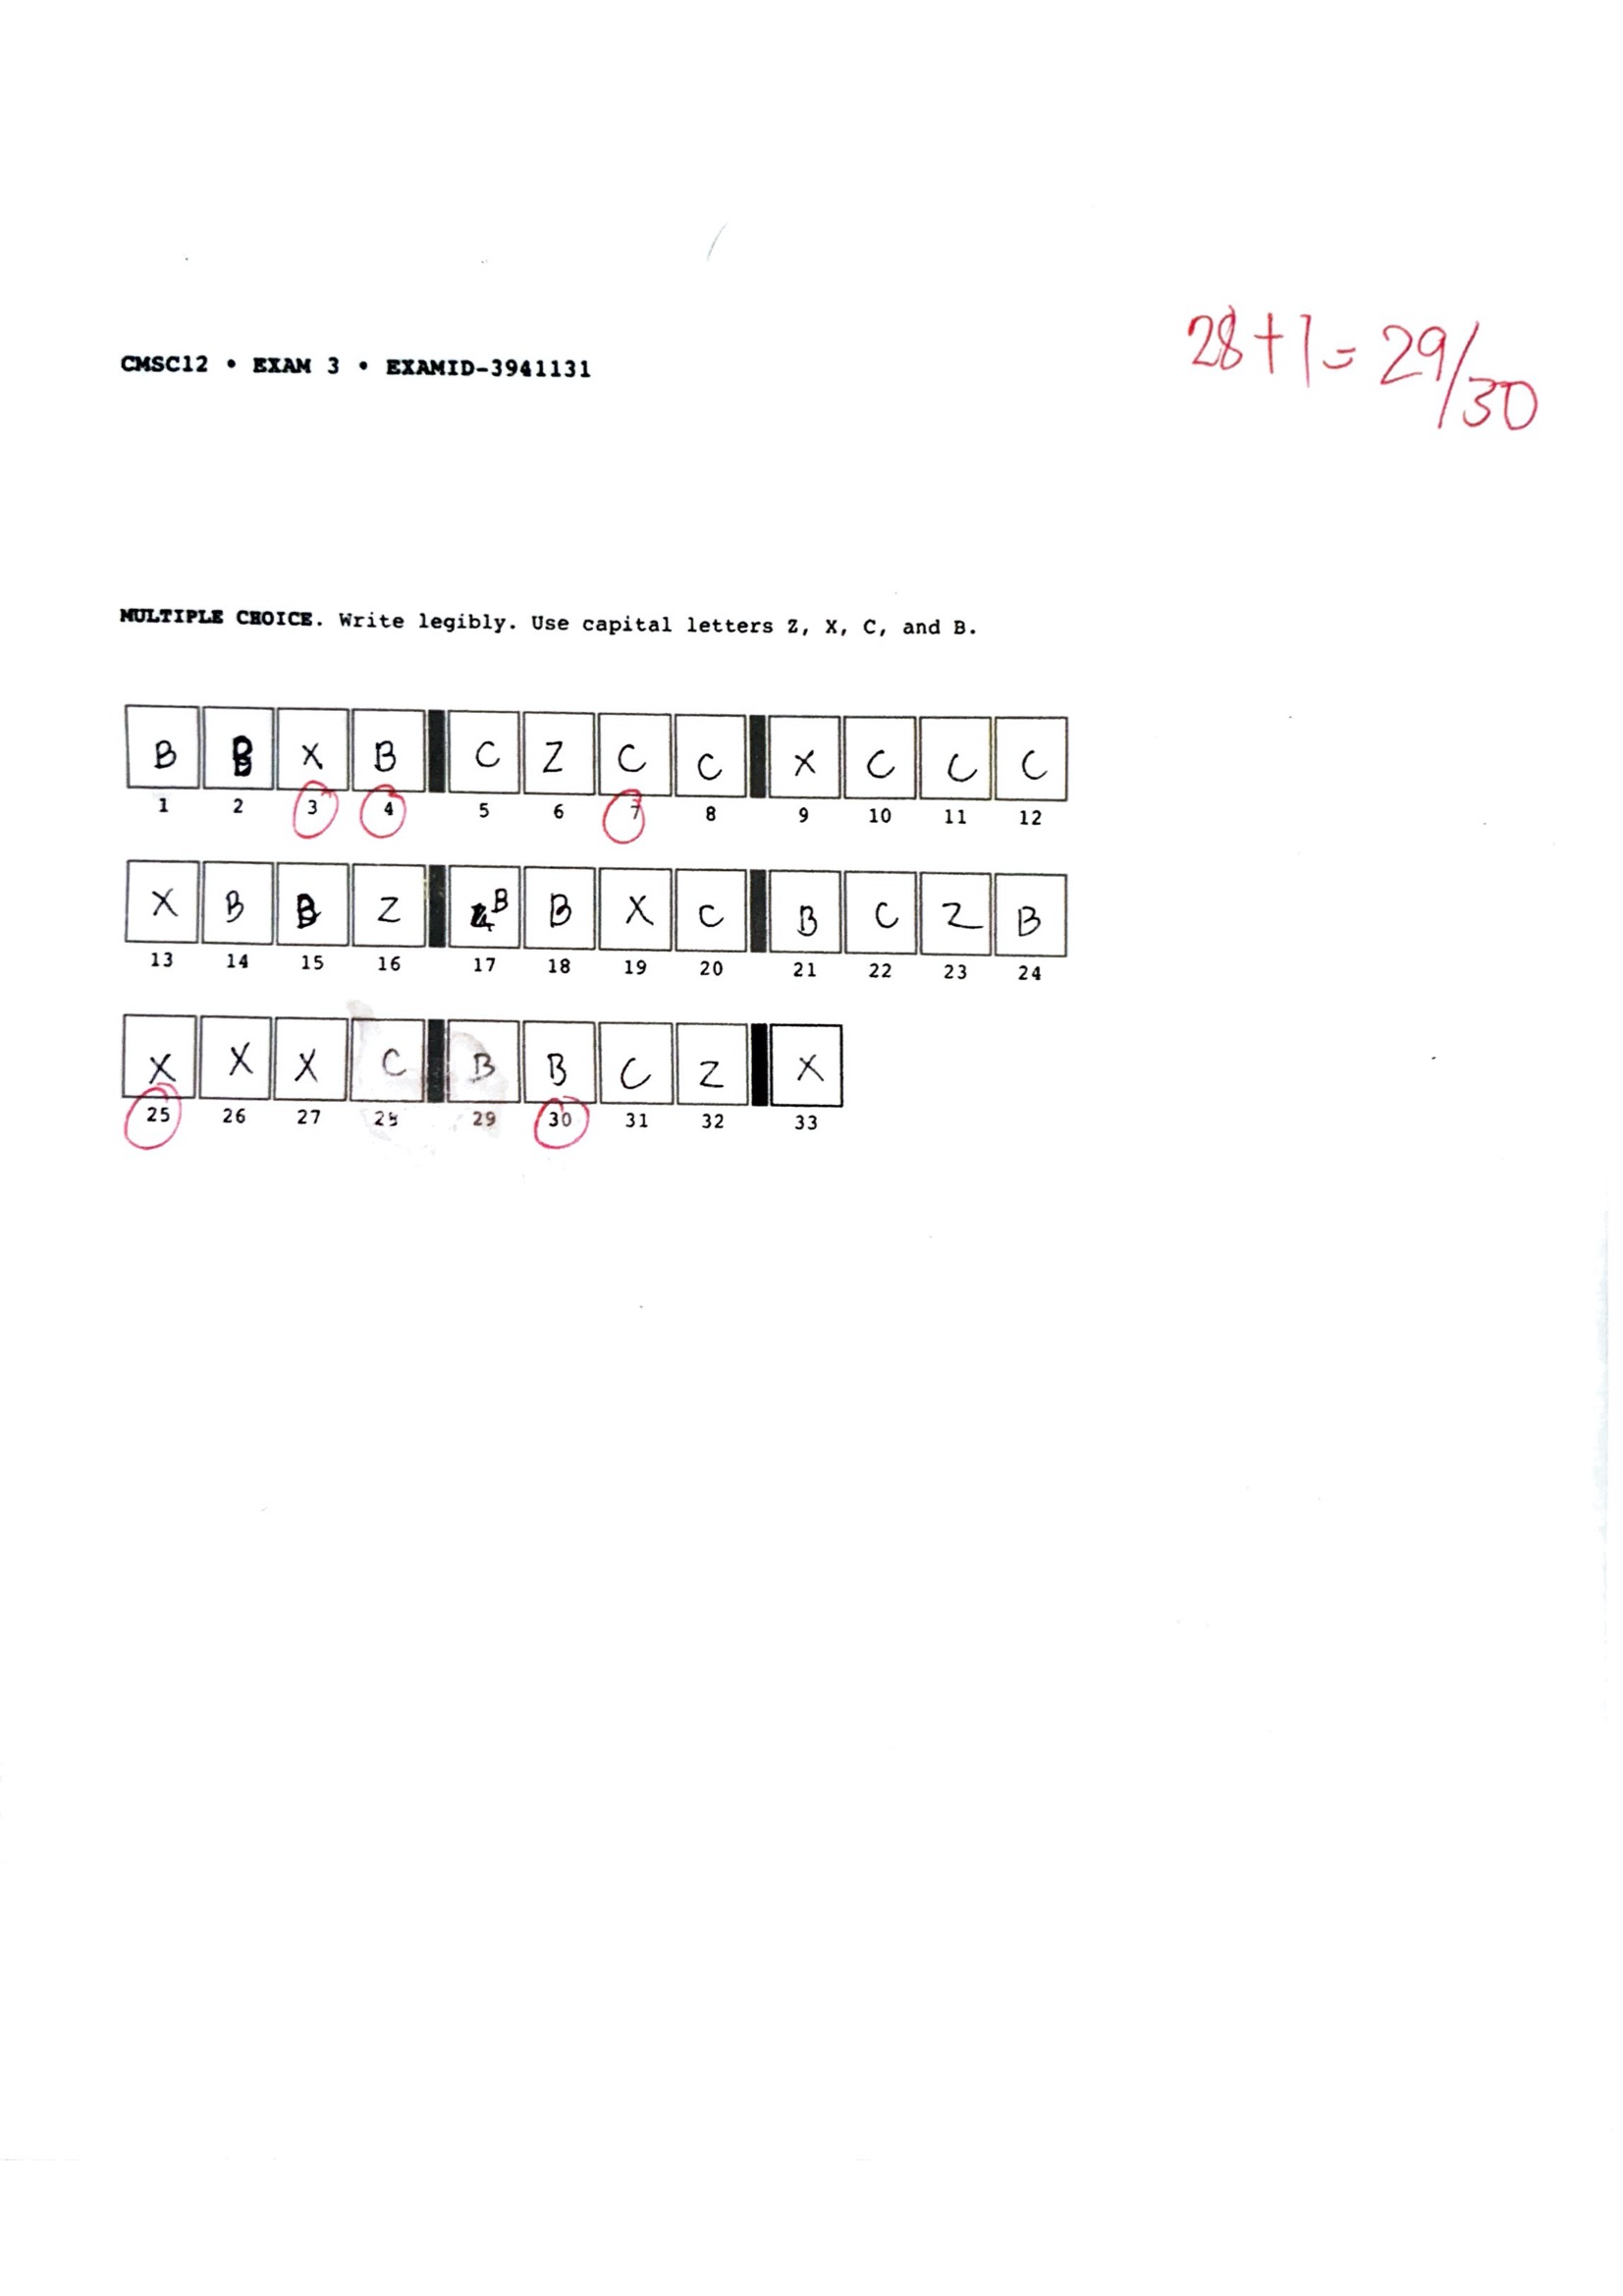 28+1=29/30
CMSC12 • EXAM 3 • EXAMID-3941131
MULTIPLE CHOICE. Write legibly. Use capital letters Z, X, C, and B.
B B X B C Z C C X C C C
1 2 3 4 5 6 7 8 9 10 11 12
X B B Z B B X C B C Z B
13 14 15 16 17 18 19 20 21 22 23 24
X X X C B B C Z X
25 26 27 28 29 30 31 32 33